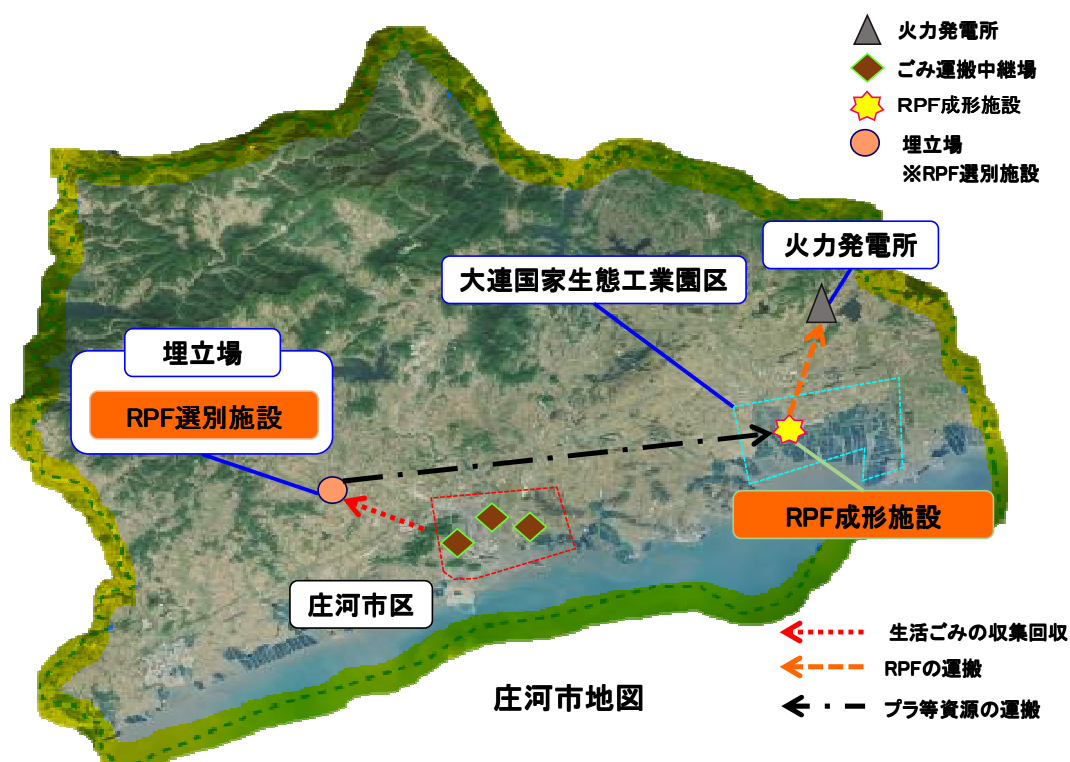 火力発電所
ごみ運搬中継場
RPF成形施設
埋立場
※RPF選別施設
火力発電所
大連国家生態工業園区
埋立場
RPF選別施設
RPF成形施設
庄河市区
生活ごみの収集回収
RPFの運搬
庄河市地図
プラ等資源の運搬